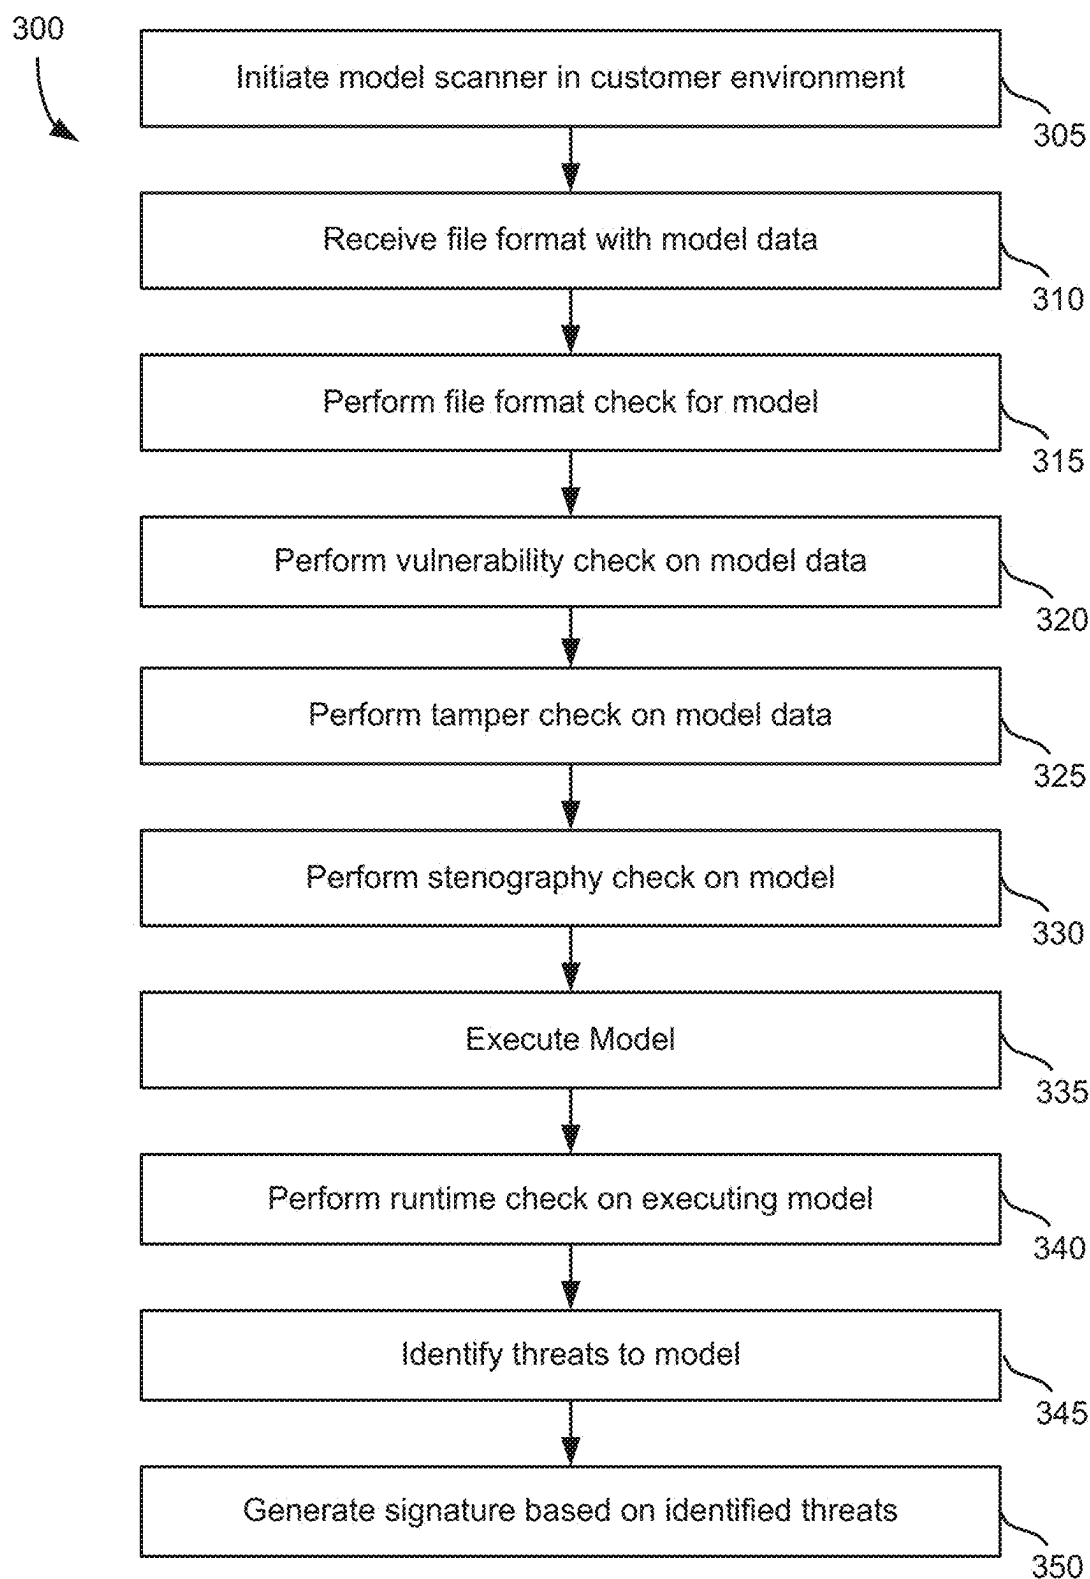 300
Initiate model scanner in customer environment
305
Receive file format with model data
310
Perform file format check for model
315
Perform vulnerability check on model data
320
Perform tamper check on model data
325
Perform stenography check on model
330
Execute Model
335
Perform runtime check on executing model
340
Identify threats to model
345
Generate signature based on identified threats
350